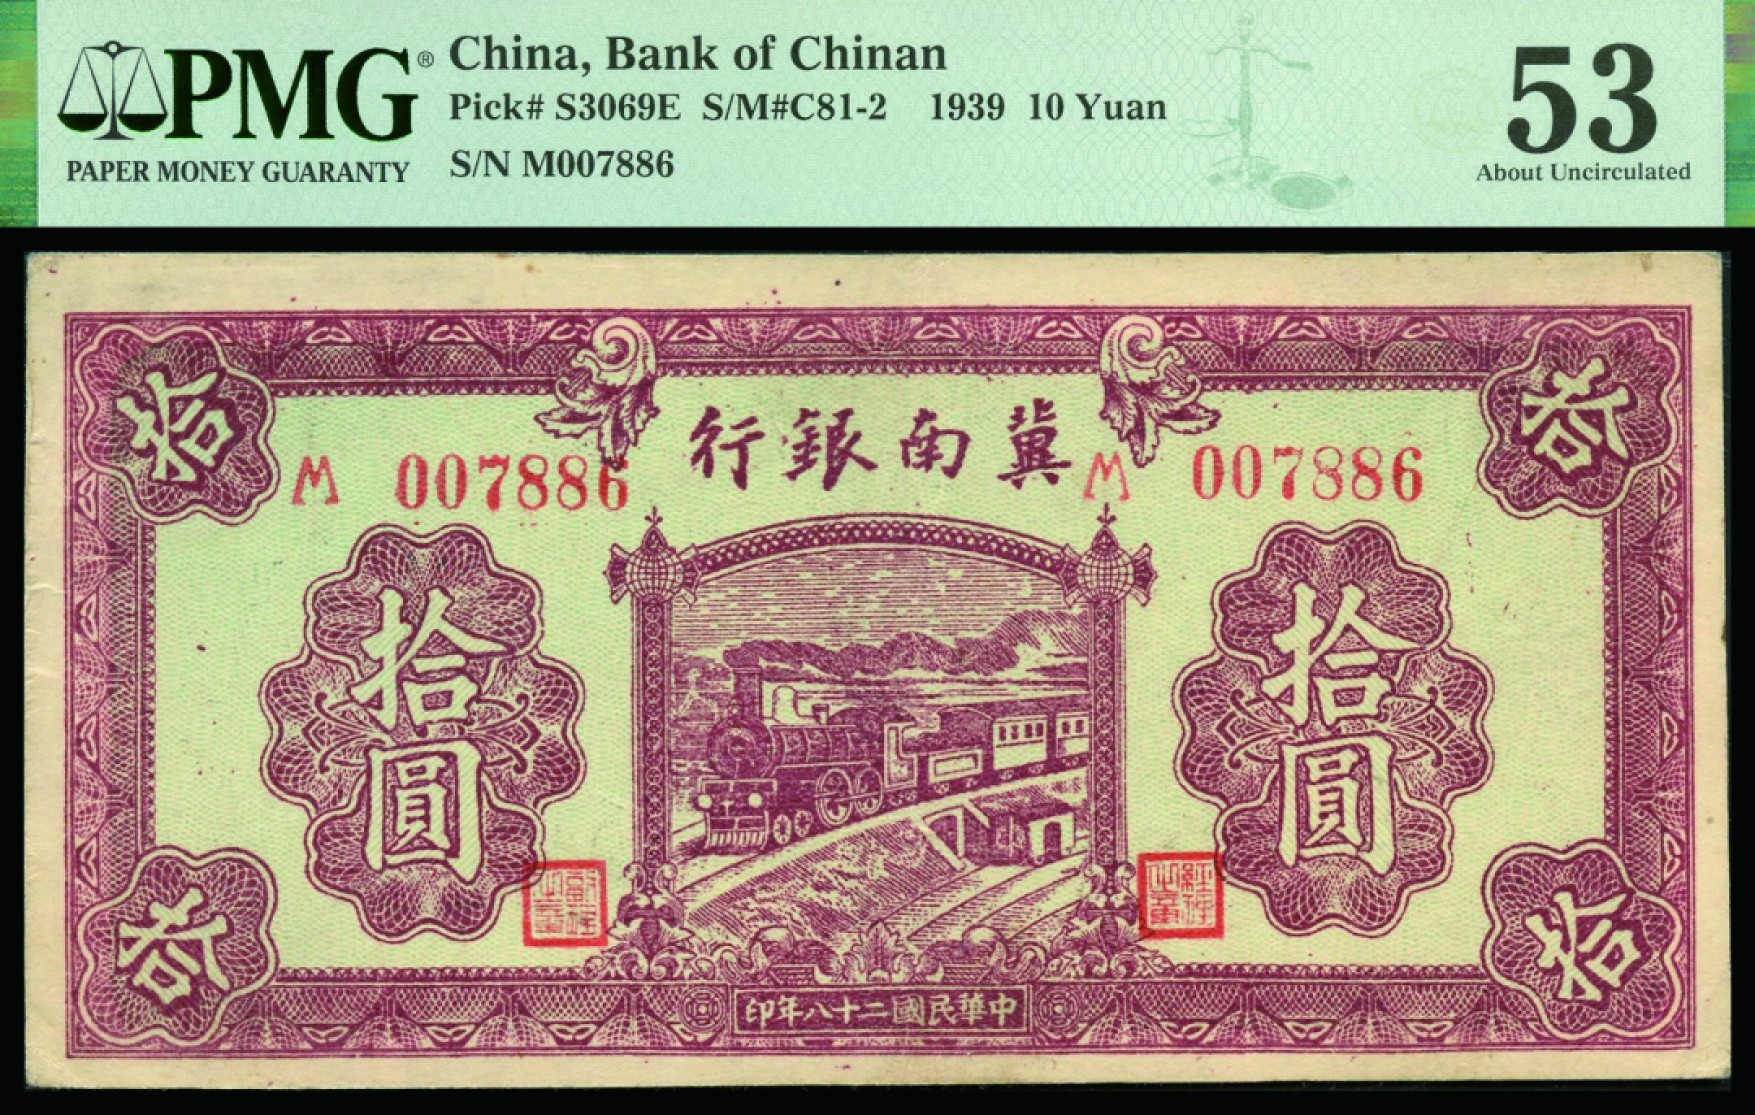 PMG®
PAPER MONEY GUARANTY
China, Bank of Chinan
Pick# S3069E S/M#C81-2 1939 10 Yuan
S/N M007886
53
About Uncirculated
拾
拾
行銀南冀
M 007886
M 007886
拾圓
拾圓
拾
拾
印年八十二國民華中